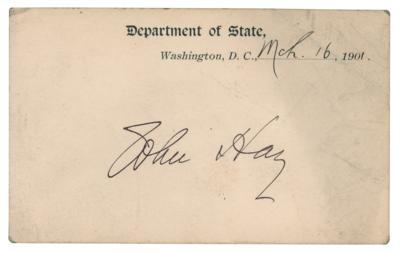 Department of State,
Washington, D. C., Mch. 16, 1901.
John Hay